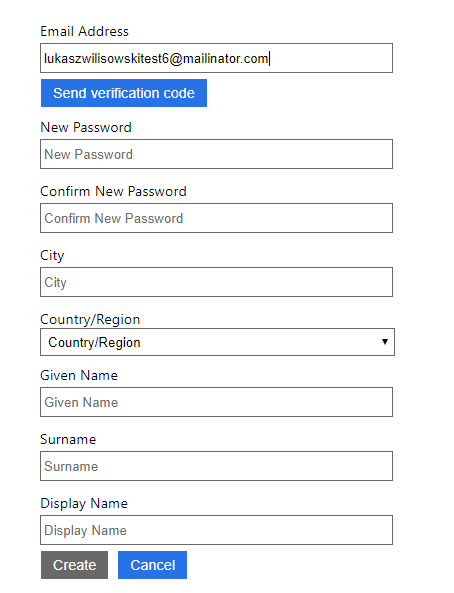 Email Address
lukaszwilisowskitest6@mailinator.com
Send verification code
New Password
New Password
Confirm New Password
Confirm New Password
City
City
Country/Region
Country/Region
Given Name
Given Name
Surname
Surname
Display Name
Display Name
Create Cancel